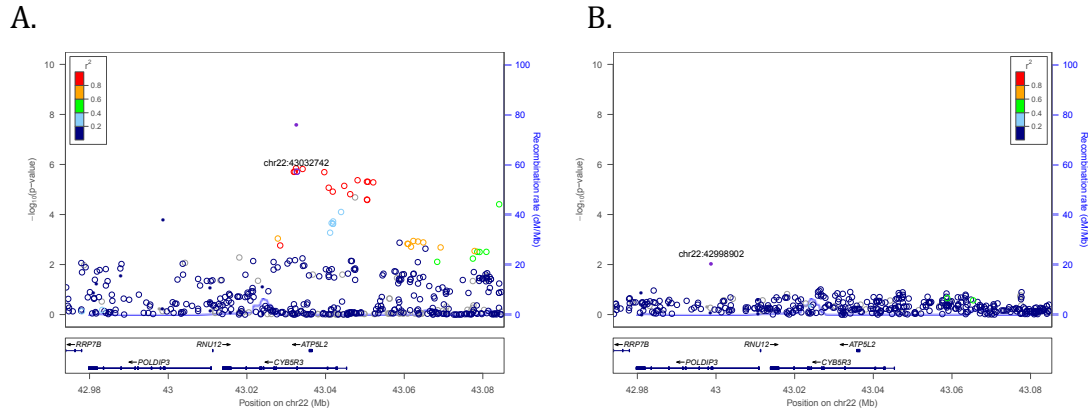 A.
B.
10
8
6
4
2
0
−log10(p−value)
r2
0.8
0.6
0.4
0.2
chr22:43032742
100
80
60
40
20
0
Recombination rate (cM/Mb)
RRP7B
RNU12
ATP5L2
POLDIP3
CYB5R3
42.98 43 43.02 43.04 43.06 43.08
Position on chr22 (Mb)
10
8
6
4
2
0
−log10(p−value)
r2
0.8
0.6
0.4
0.2
chr22:42998902
100
80
60
40
20
0
Recombination rate (cM/Mb)
RRP7B
RNU12
ATP5L2
POLDIP3
CYB5R3
42.98 43 43.02 43.04 43.06 43.08
Position on chr22 (Mb)